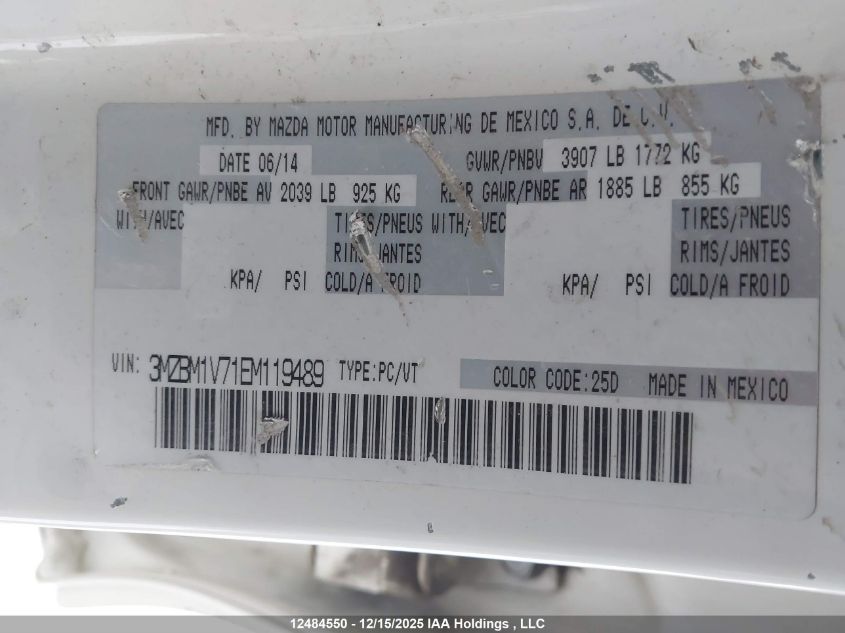 MFD. BY MAZDA MOTOR MANUFACTURING DE MEXICO S.A. DE C.V.
DATE 06/14 GVWR/PNBV 3907 LB 1772 KG
FRONT GAWR/PNBE AV 2039 LB 925 KG REAR GAWR/PNBE AR 1885 LB 855 KG
WITH/AVEC TIRES/PNEUS WITH/AVEC TIRES/PNEUS
RIMS/JANTES RIMS/JANTES
KPA/ PSI COLD/A FROID KPA/ PSI COLD/A FROID
VIN: 3MZBM1V71EM119489 TYPE:PC/VT COLOR CODE:25D MADE IN MEXICO
12484550 - 12/15/2025 IAA Holdings , LLC